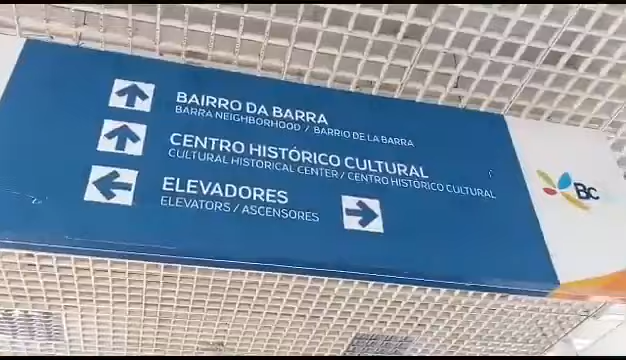 BAIRRO DA BARRA
BARRA NEIGHBORHOOD / BARRIO DE LA BARRA
CENTRO HISTÓRICO CULTURAL
CULTURAL HISTORICAL CENTER / CENTRO HISTÓRICO CULTURAL
ELEVADORES
ELEVATORS / ASCENSORES
Bc